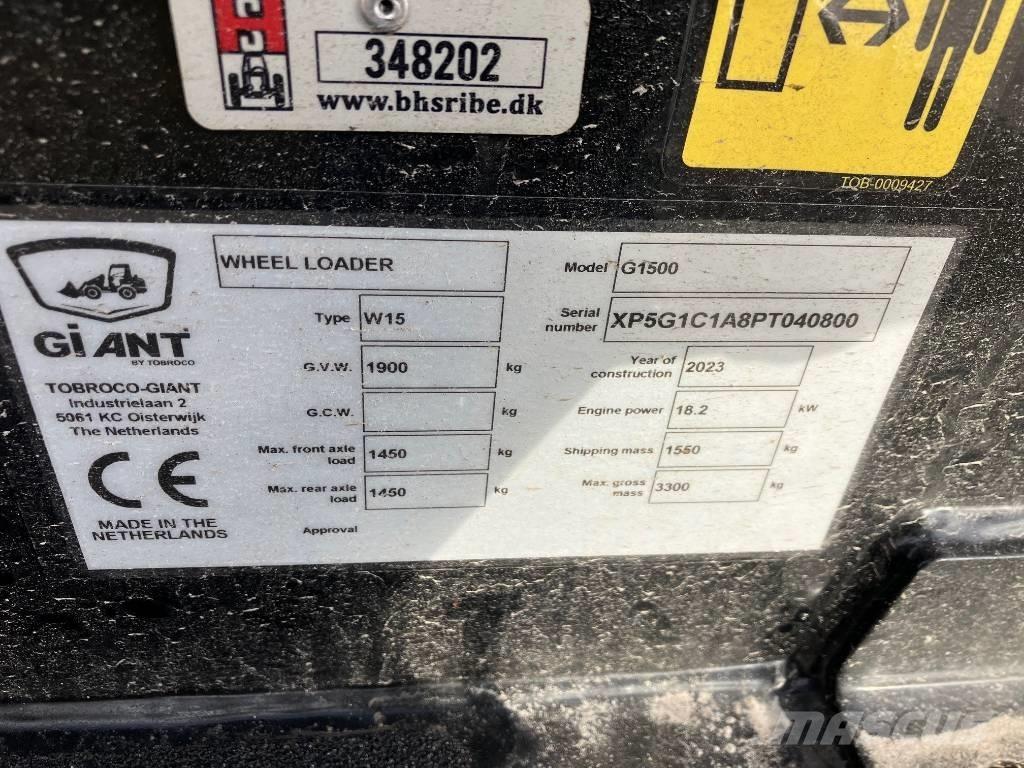 348202
www.bhsribe.dk
TOB-0009427
WHEEL LOADER
Model G1500
Type W15
Serial number XP5G1C1A8PT040800
GiANT
BY TOBROCO
G.V.W. 1900 kg
Year of construction 2023
TOBROCO-GIANT
Industrielaan 2
5061 KC Oisterwijk
The Netherlands
G.C.W. kg
Engine power 18.2 kW
Max. front axle load 1450 kg
Shipping mass 1550 kg
Max. rear axle load 1450 kg
Max. gross mass 3300 kg
CE
MADE IN THE
NETHERLANDS
Approval
MASCUS